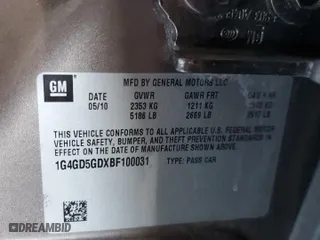 GM
MFD BY GENERAL MOTORS LLC
DATE GVWR GAWR FRT GAWR RR
05/10 2353 KG 1211 KG
5186 LB 2669 LB
THIS VEHICLE CONFORMS TO ALL APPLICABLE U.S. FEDERAL
MOTOR VEHICLE SAFETY, BUMPER, AND THEFT PREVENTION
STANDARDS IN EFFECT ON THE DATE OF MANUFACTURE SHOWN ABOVE.
1G4GD5GDXBF100031 TYPE: PASS CAR